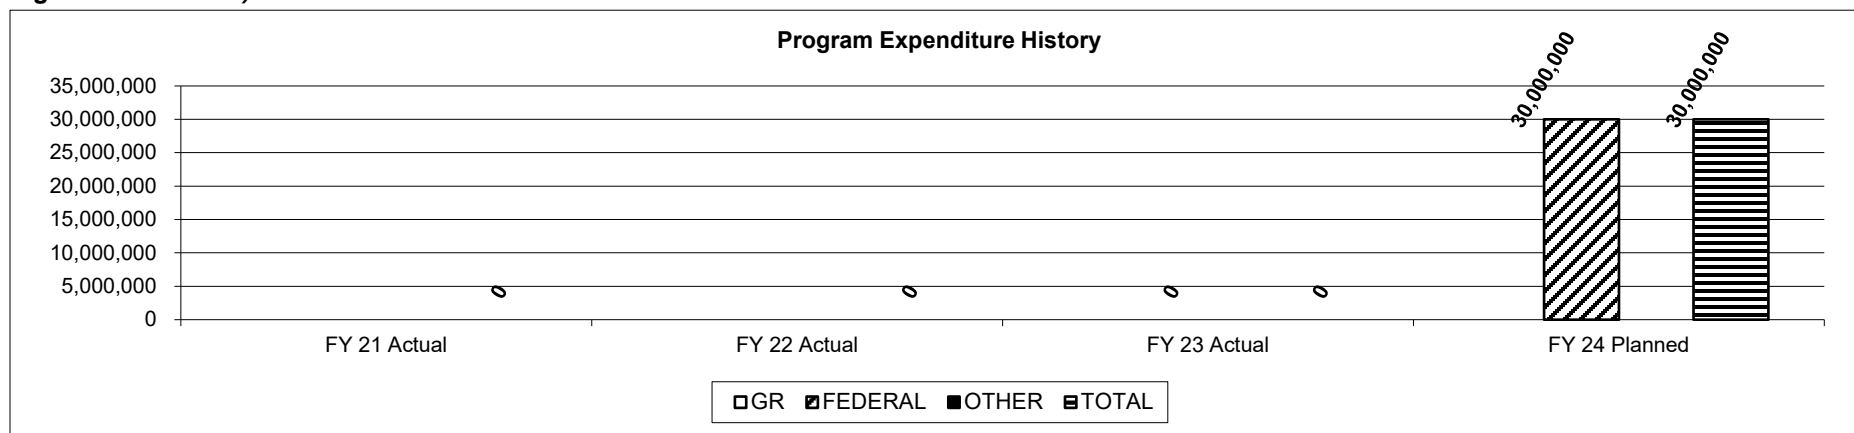 Program Expenditure History
30,000,000
30,000,000
35,000,000
30,000,000
25,000,000
20,000,000
15,000,000
10,000,000
5,000,000
0
0
0
0
0
FY 21 Actual
FY 22 Actual
FY 23 Actual
FY 24 Planned
GR FEDERAL OTHER TOTAL